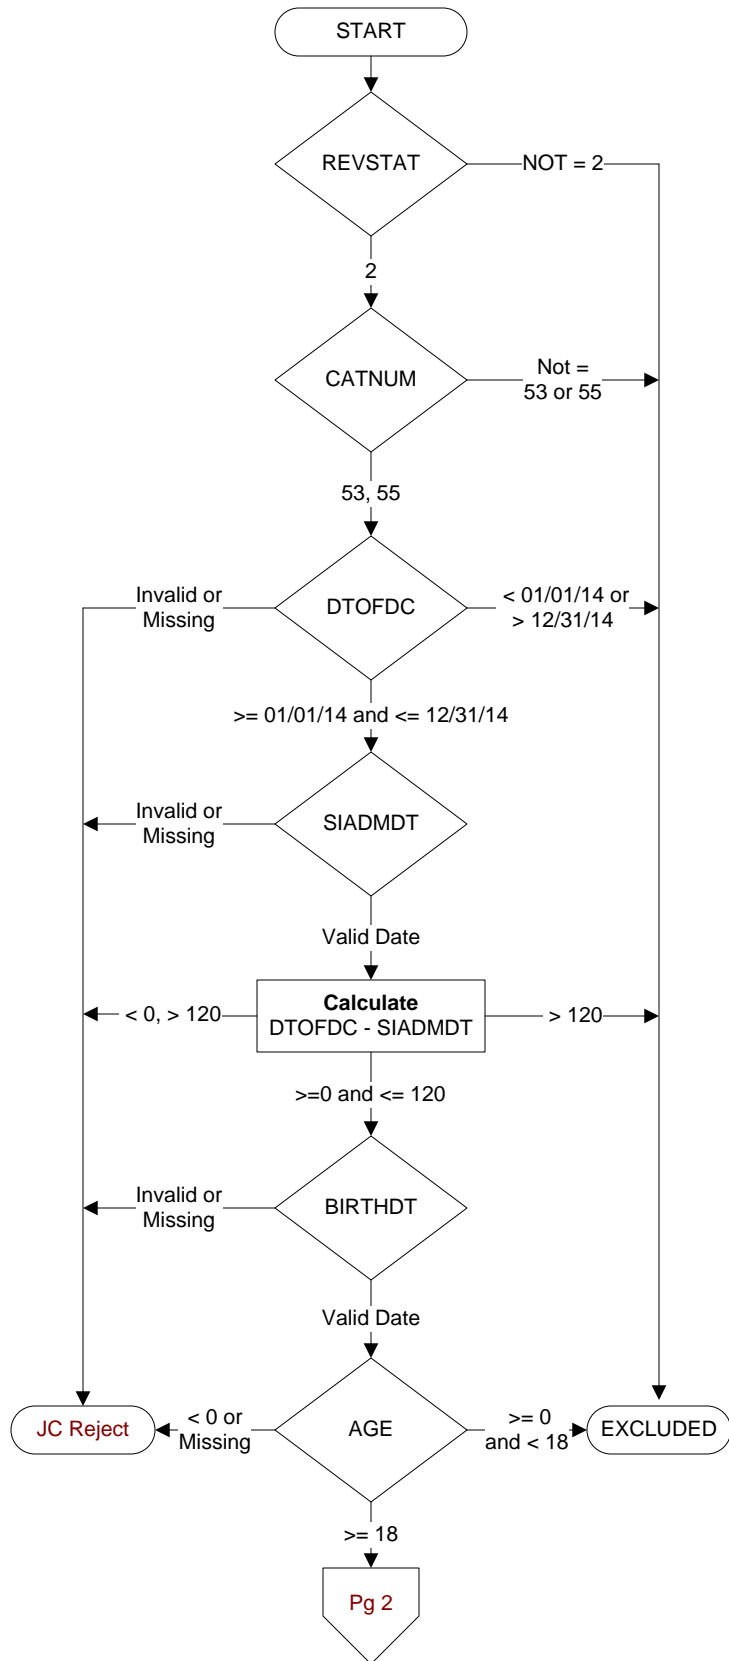 START
REVSTAT
NOT = 2
2
CATNUM
Not =
53 or 55
53, 55
Invalid or
Missing
DTOFDC
< 01/01/14 or
> 12/31/14
>= 01/01/14 and <= 12/31/14
Invalid or
Missing
SIADMDT
Valid Date
< 0, > 120
Calculate
DTOFDC - SIADMDT
> 120
>=0 and <= 120
Invalid or
Missing
BIRTHDT
Valid Date
JC Reject
< 0 or
Missing
AGE
>= 0
and < 18
EXCLUDED
>= 18
Pg 2